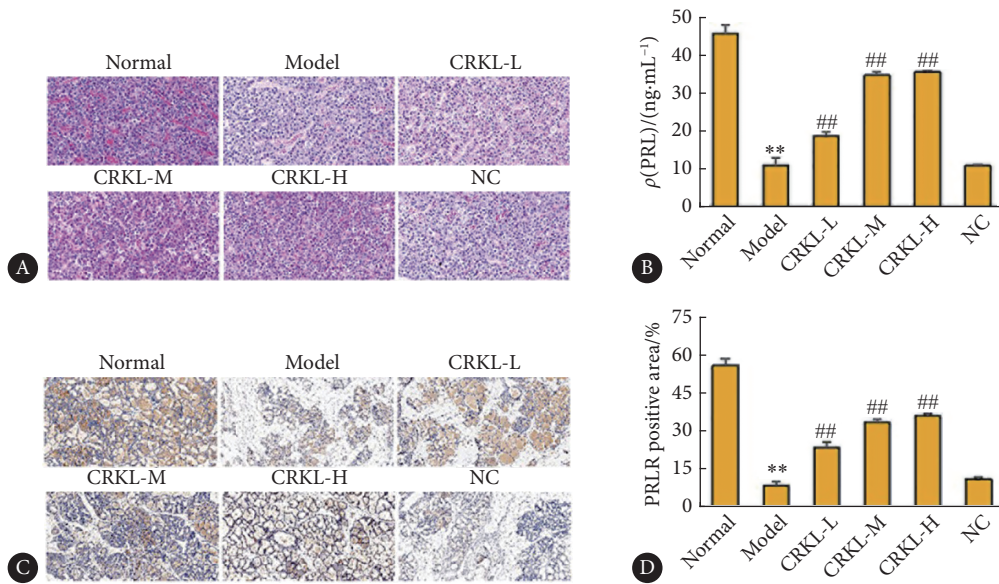 Normal Model CRKL-L
CRKL-M CRKL-H NC
A
ρ(PRL)/(ng·mL⁻¹)
50
40
30
20
10
0
**
##
##
##
Normal Model CRKL-L CRKL-M CRKL-H NC
B
Normal Model CRKL-L
CRKL-M CRKL-H NC
C
PRLR positive area/%
75
60
45
30
15
0
**
##
##
##
Normal Model CRKL-L CRKL-M CRKL-H NC
D